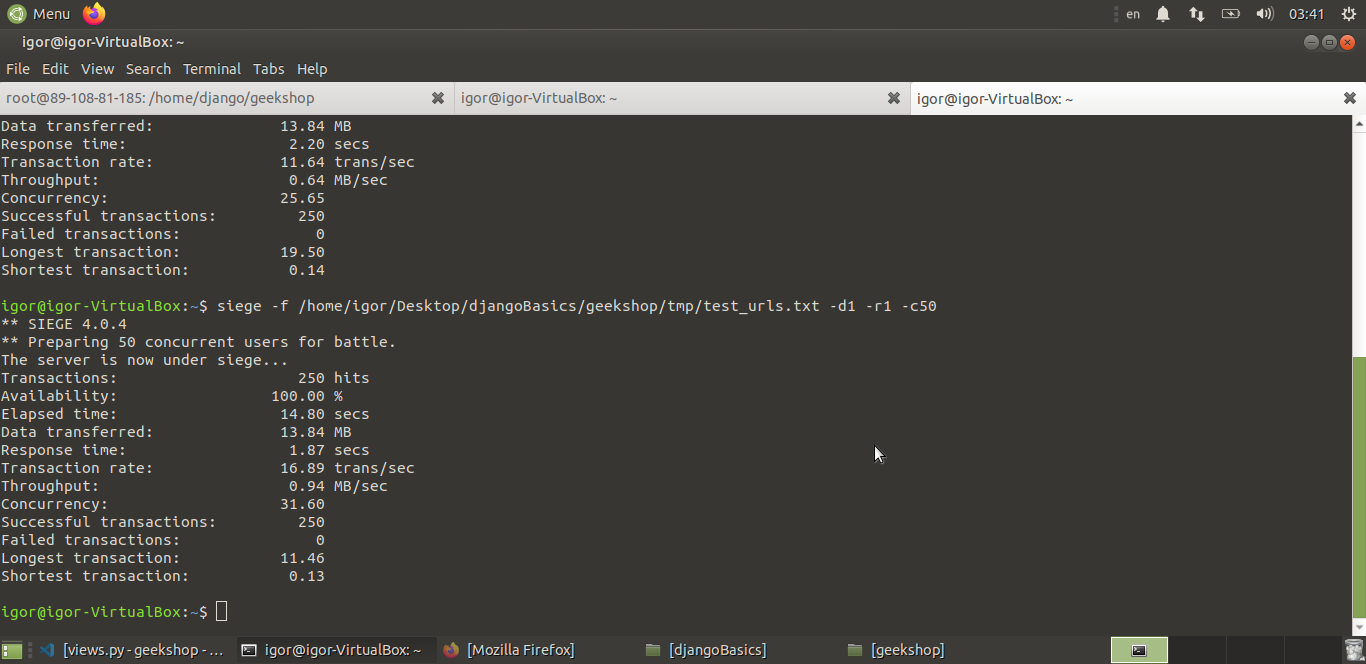 Menu en 03:41
igor@igor-VirtualBox: ~
File Edit View Search Terminal Tabs Help
root@89-108-81-185: /home/django/geekshop igor@igor-VirtualBox: ~ igor@igor-VirtualBox: ~
Data transferred: 13.84 MB
Response time: 2.20 secs
Transaction rate: 11.64 trans/sec
Throughput: 0.64 MB/sec
Concurrency: 25.65
Successful transactions: 250
Failed transactions: 0
Longest transaction: 19.50
Shortest transaction: 0.14
igor@igor-VirtualBox:~$ siege -f /home/igor/Desktop/djangoBasics/geekshop/tmp/test_urls.txt -d1 -r1 -c50
** SIEGE 4.0.4
** Preparing 50 concurrent users for battle.
The server is now under siege...
Transactions: 250 hits
Availability: 100.00 %
Elapsed time: 14.80 secs
Data transferred: 13.84 MB
Response time: 1.87 secs
Transaction rate: 16.89 trans/sec
Throughput: 0.94 MB/sec
Concurrency: 31.60
Successful transactions: 250
Failed transactions: 0
Longest transaction: 11.46
Shortest transaction: 0.13
igor@igor-VirtualBox:~$
[views.py - geekshop - ... igor@igor-VirtualBox: ~ [Mozilla Firefox] [djangoBasics] [geekshop]